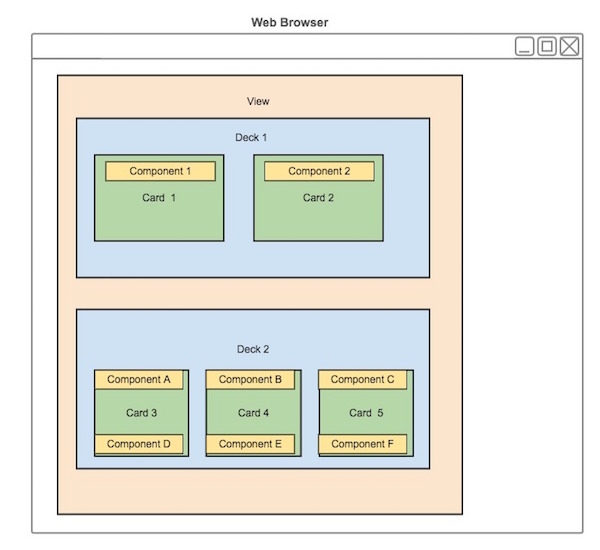 Web Browser
View
Deck 1
Component 1
Component 2
Card 1
Card 2
Deck 2
Component A
Component B
Component C
Card 3
Card 4
Card 5
Component D
Component E
Component F